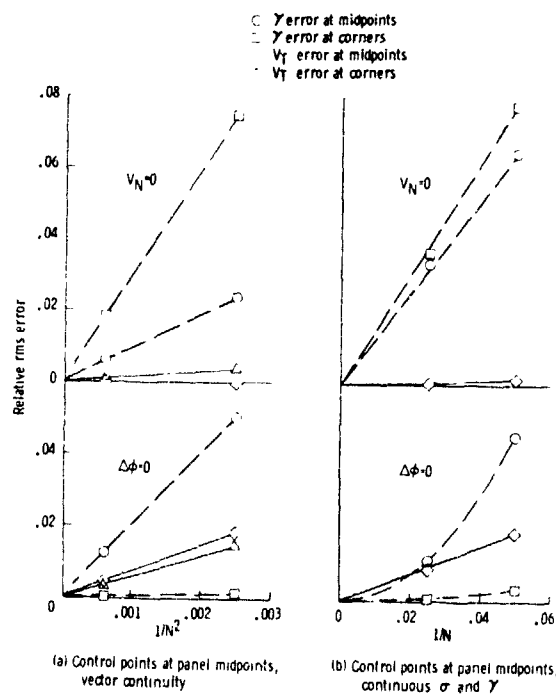 γ error at midpoints
γ error at corners
V_T error at midpoints
V_T error at corners
.08
.06
.04
.02
0
V_N=0
V_N=0
Relative rms error
.04
.02
0
Δϕ=0
Δϕ=0
.001 .002 .003
1/N²
0 .02 .04 .06
1/N
(a) Control points at panel midpoints,
vector continuity
(b) Control points at panel midpoints,
continuous σ and γ